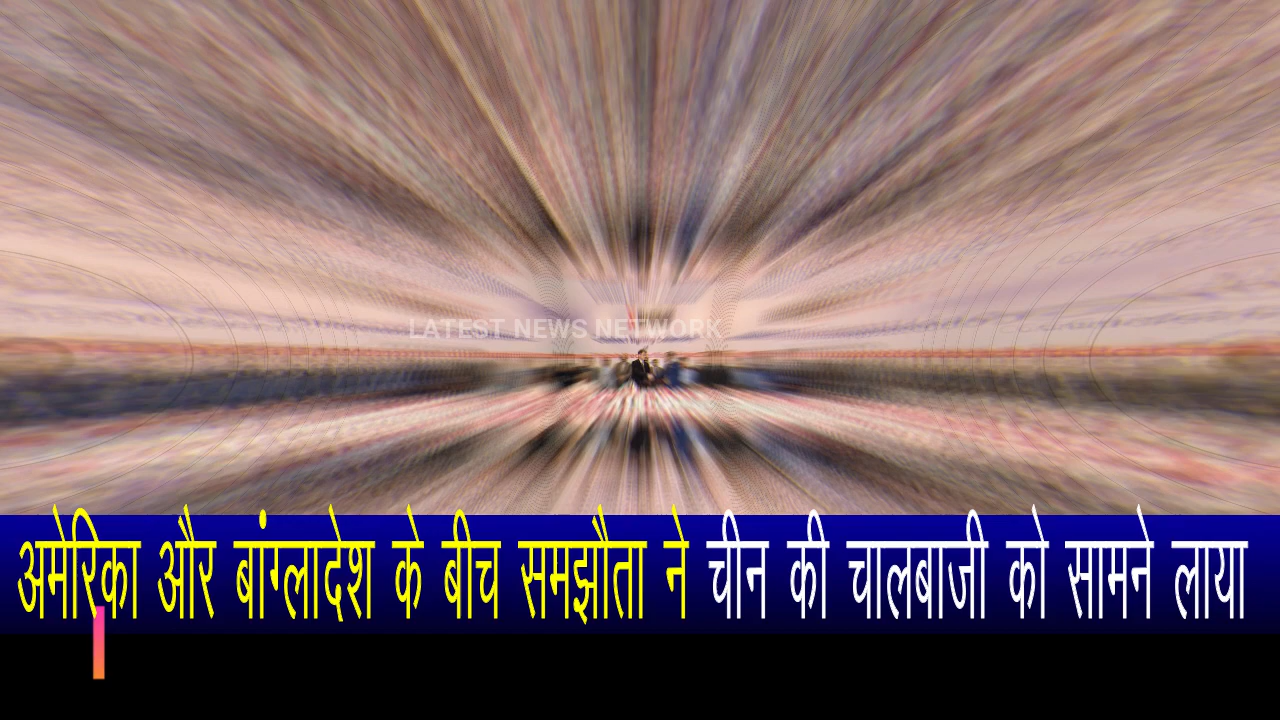 LATEST NEWS NETWORK
अमेरिका और बांग्लादेश के बीच समझौता ने चीन की चालबाजी को सामने लाया